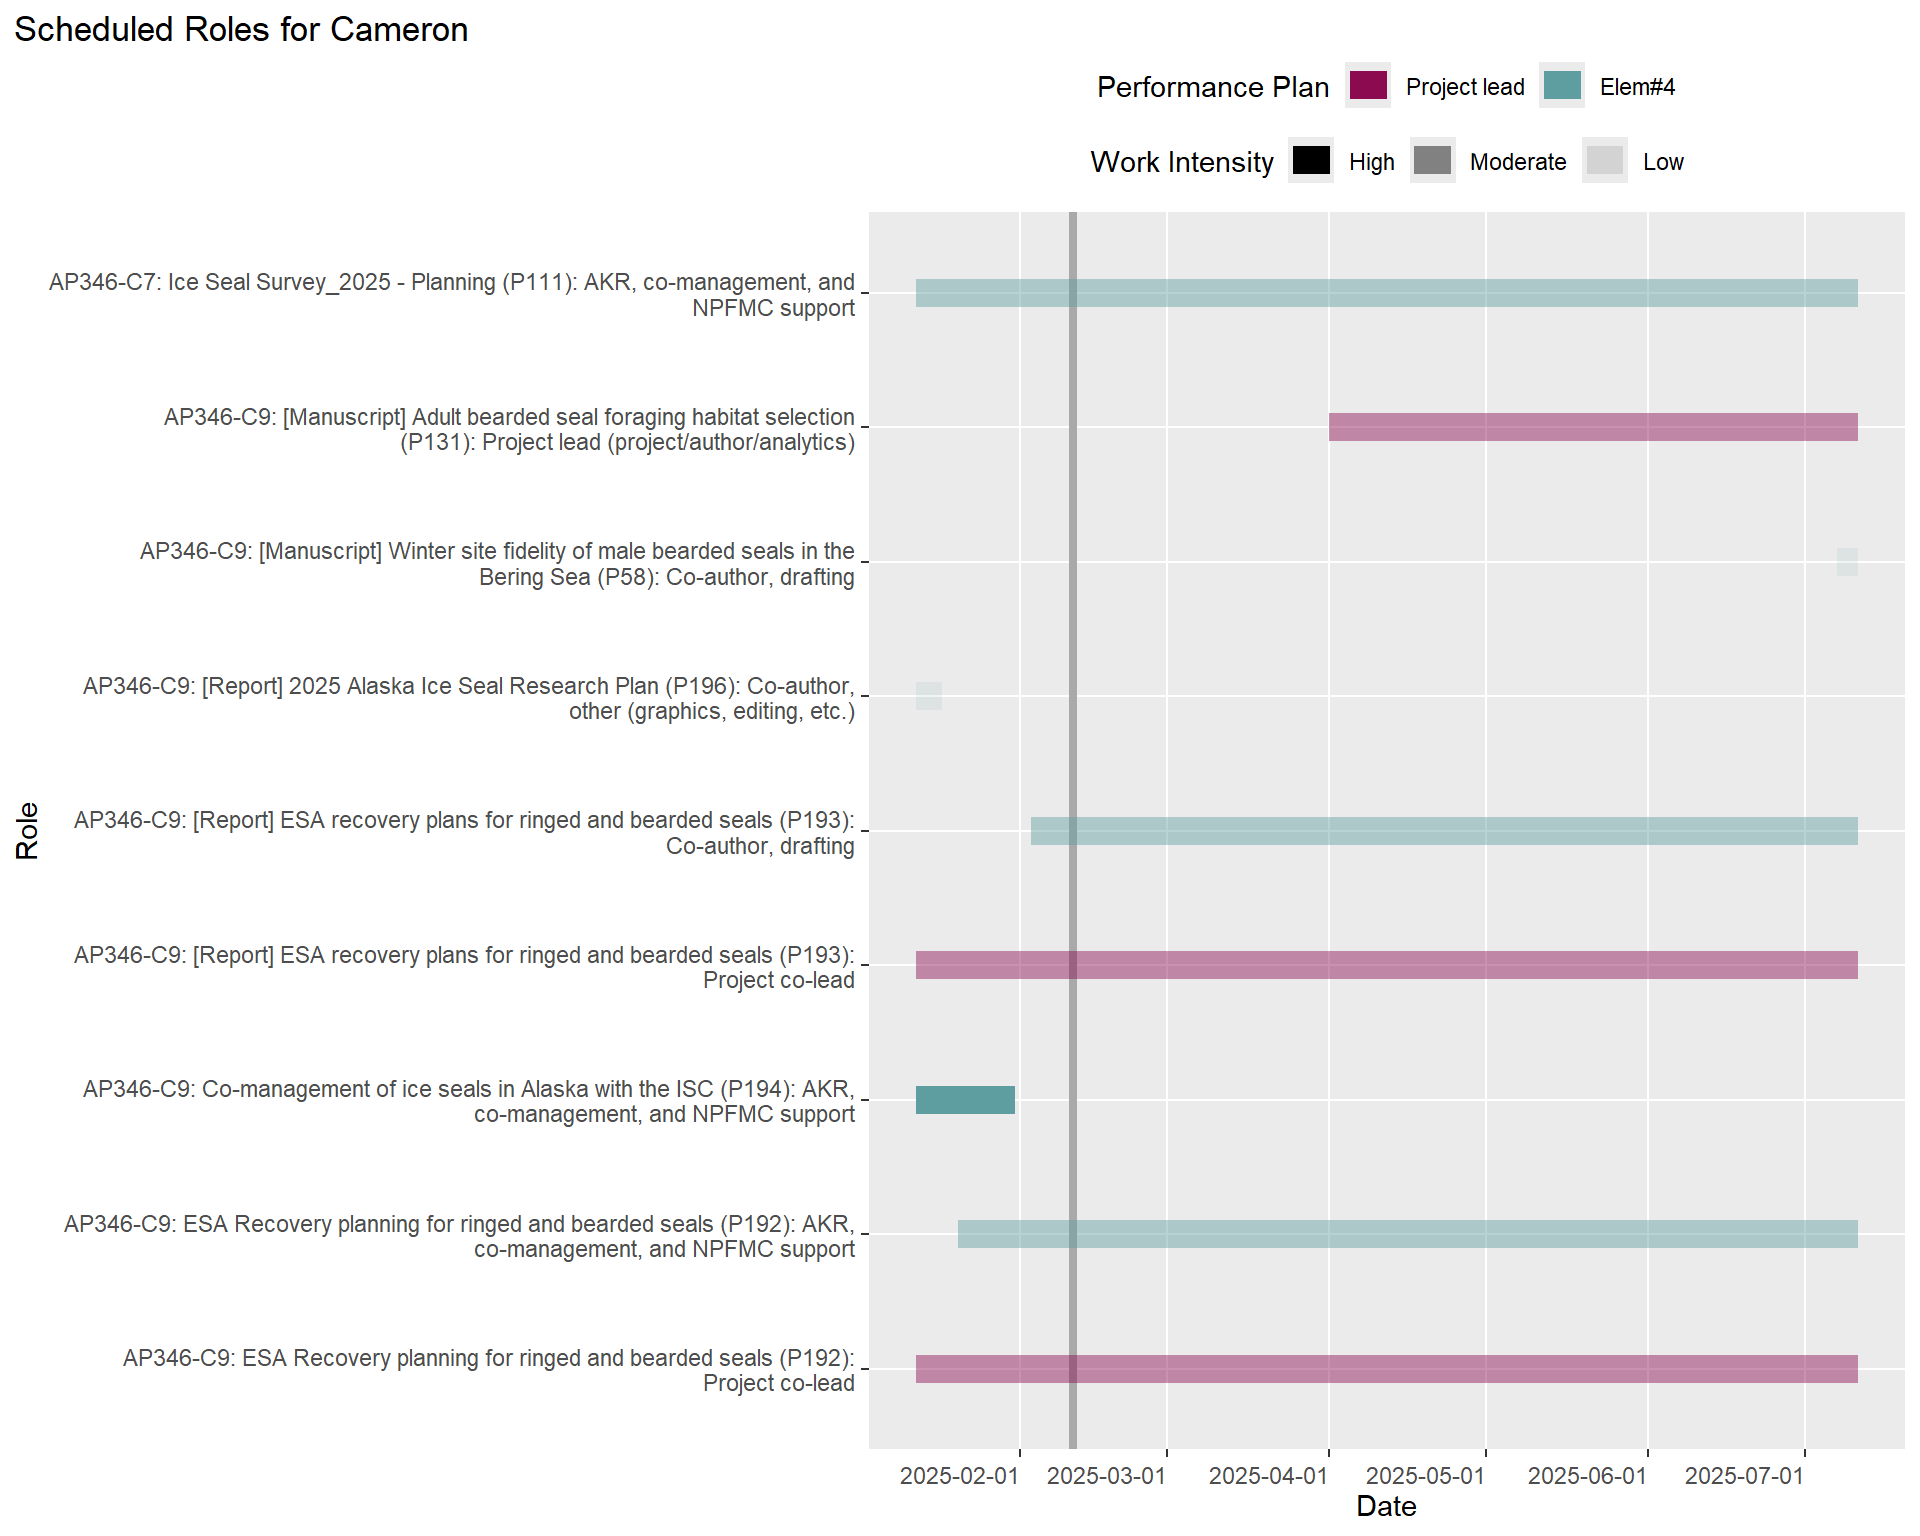 Scheduled Roles for Cameron
Performance Plan Project lead Elem#4
Work Intensity High Moderate Low
AP346-C7: Ice Seal Survey_2025 - Planning (P111): AKR, co-management, and
NPFMC support
AP346-C9: [Manuscript] Adult bearded seal foraging habitat selection
(P131): Project lead (project/author/analytics)
AP346-C9: [Manuscript] Winter site fidelity of male bearded seals in the
Bering Sea (P58): Co-author, drafting
AP346-C9: [Report] 2025 Alaska Ice Seal Research Plan (P196): Co-author,
other (graphics, editing, etc.)
AP346-C9: [Report] ESA recovery plans for ringed and bearded seals (P193):
Co-author, drafting
AP346-C9: [Report] ESA recovery plans for ringed and bearded seals (P193):
Project co-lead
AP346-C9: Co-management of ice seals in Alaska with the ISC (P194): AKR,
co-management, and NPFMC support
AP346-C9: ESA Recovery planning for ringed and bearded seals (P192): AKR,
co-management, and NPFMC support
AP346-C9: ESA Recovery planning for ringed and bearded seals (P192):
Project co-lead
Role
2025-02-01 2025-03-01 2025-04-01 2025-05-01 2025-06-01 2025-07-01
Date